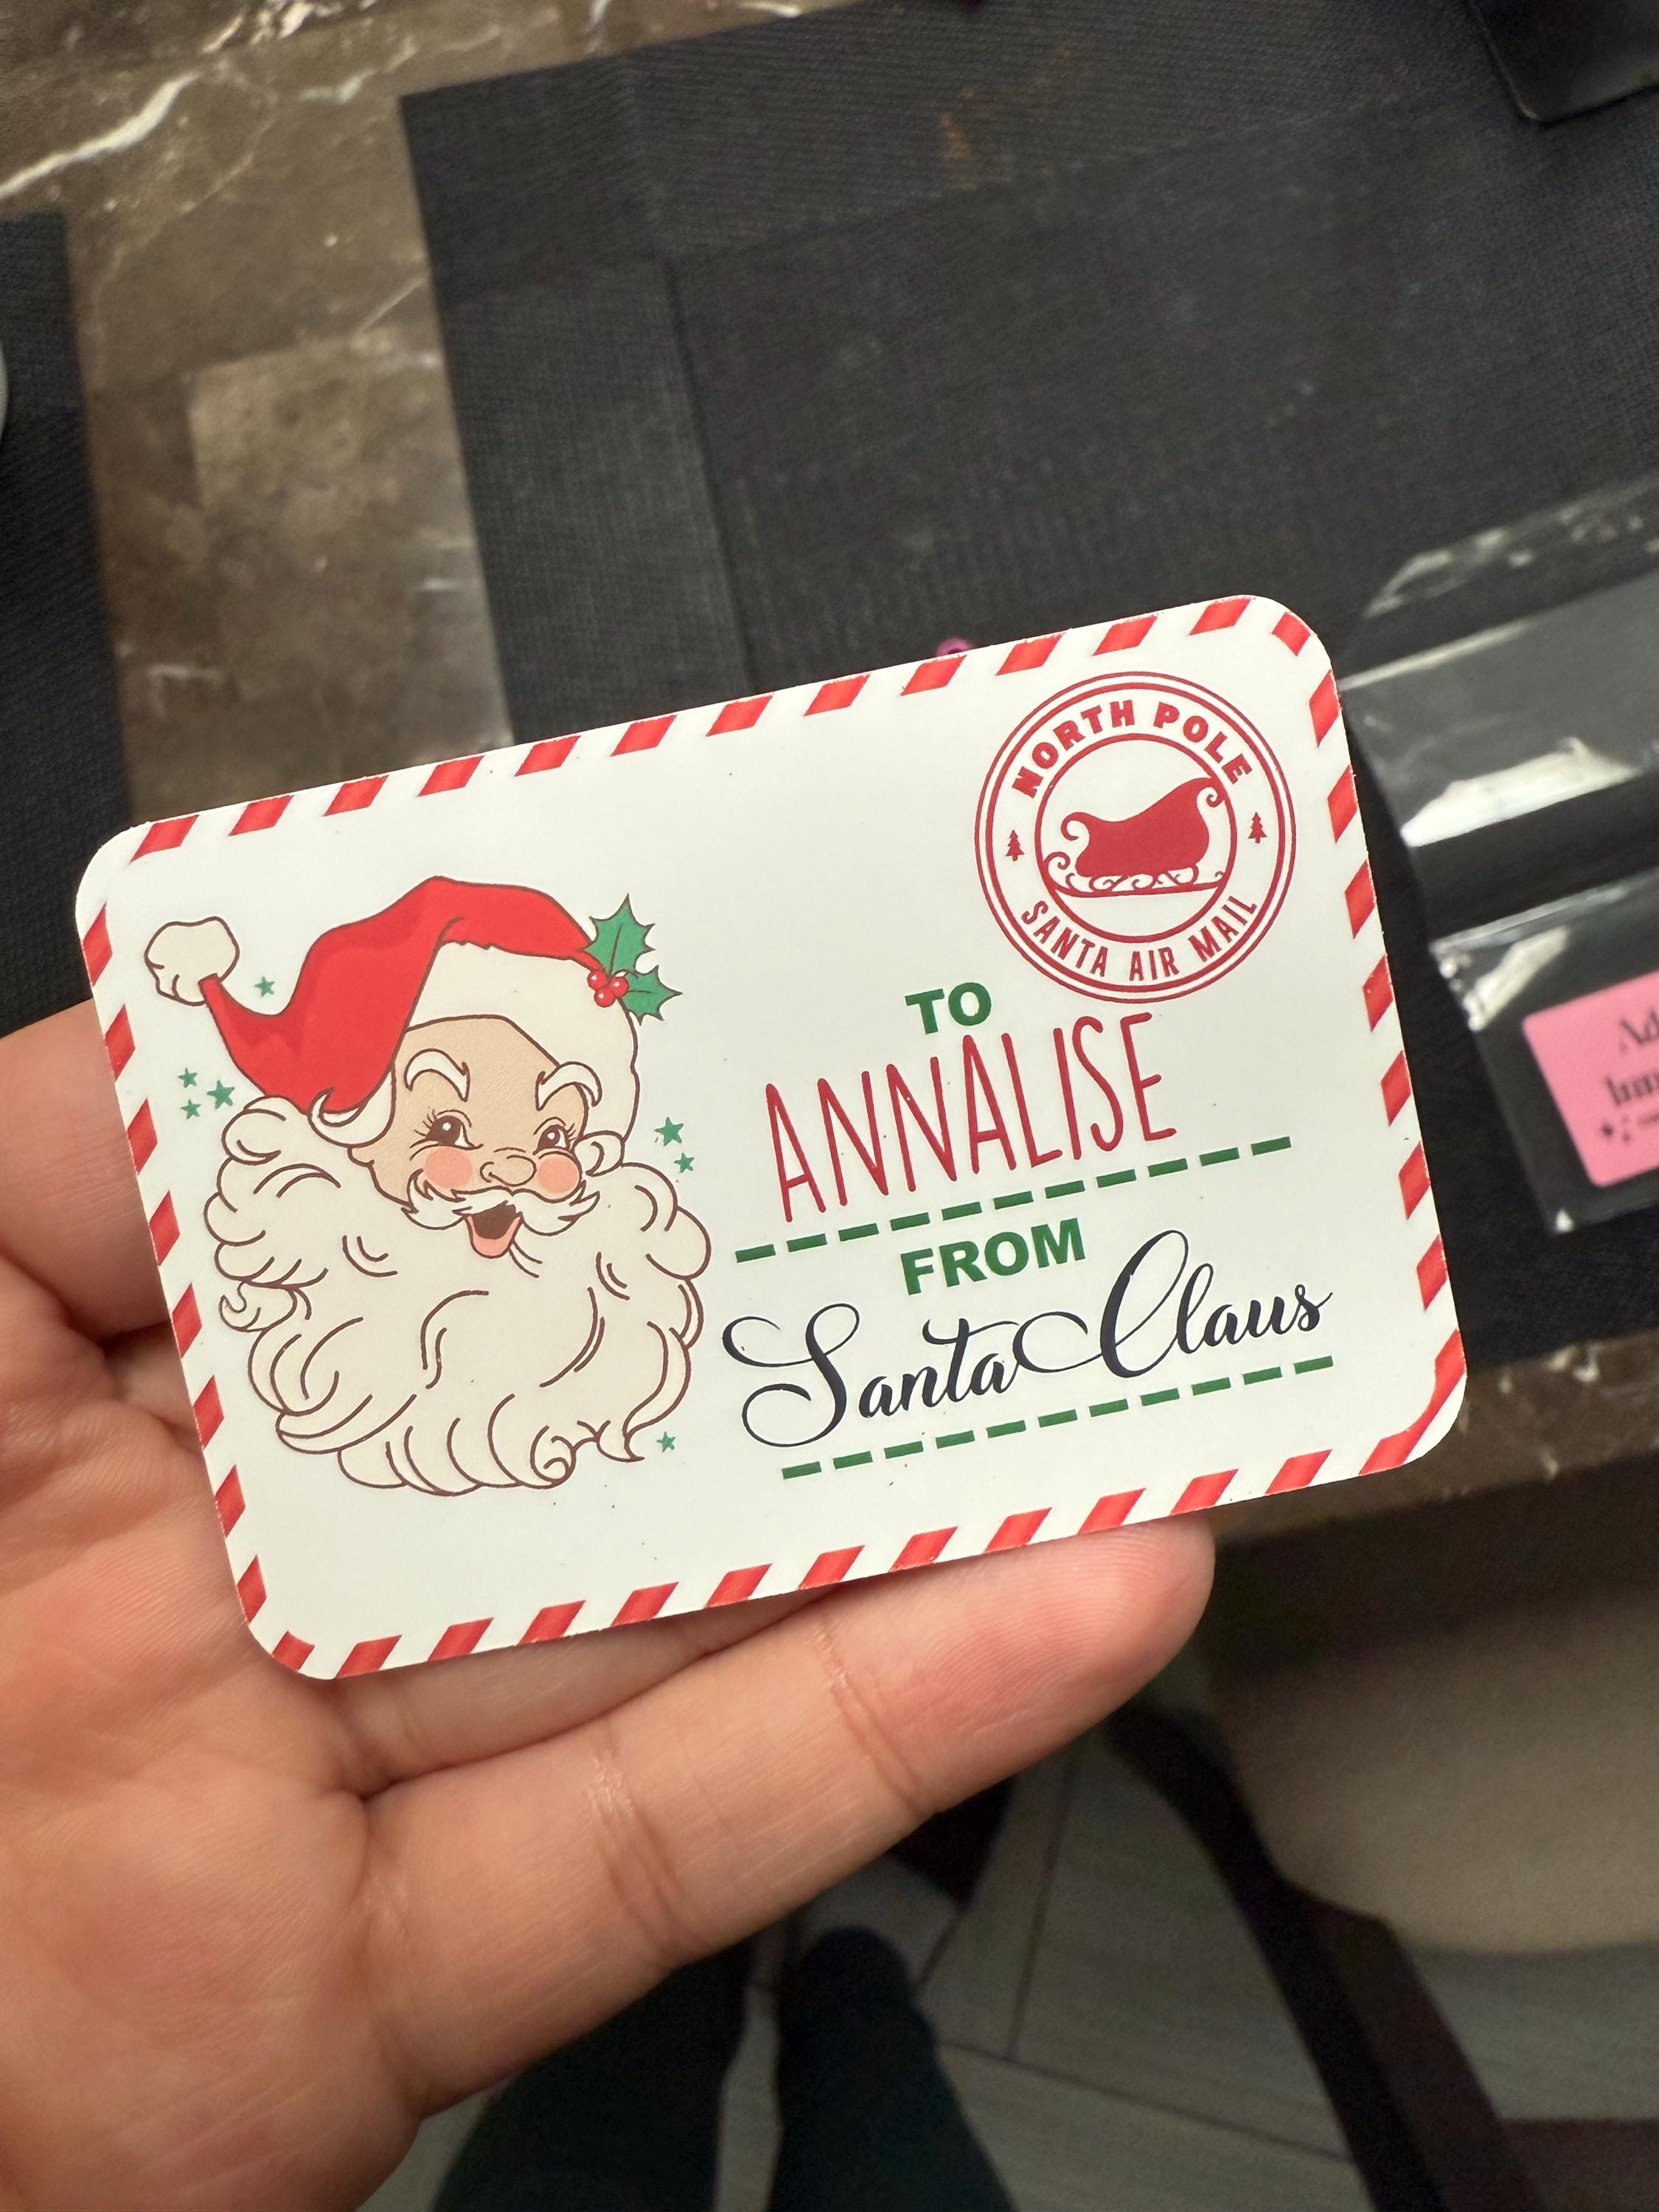 NORTH POLE
SANTA AIR MAIL
TO
ANNALISE
FROM
Santa Claus